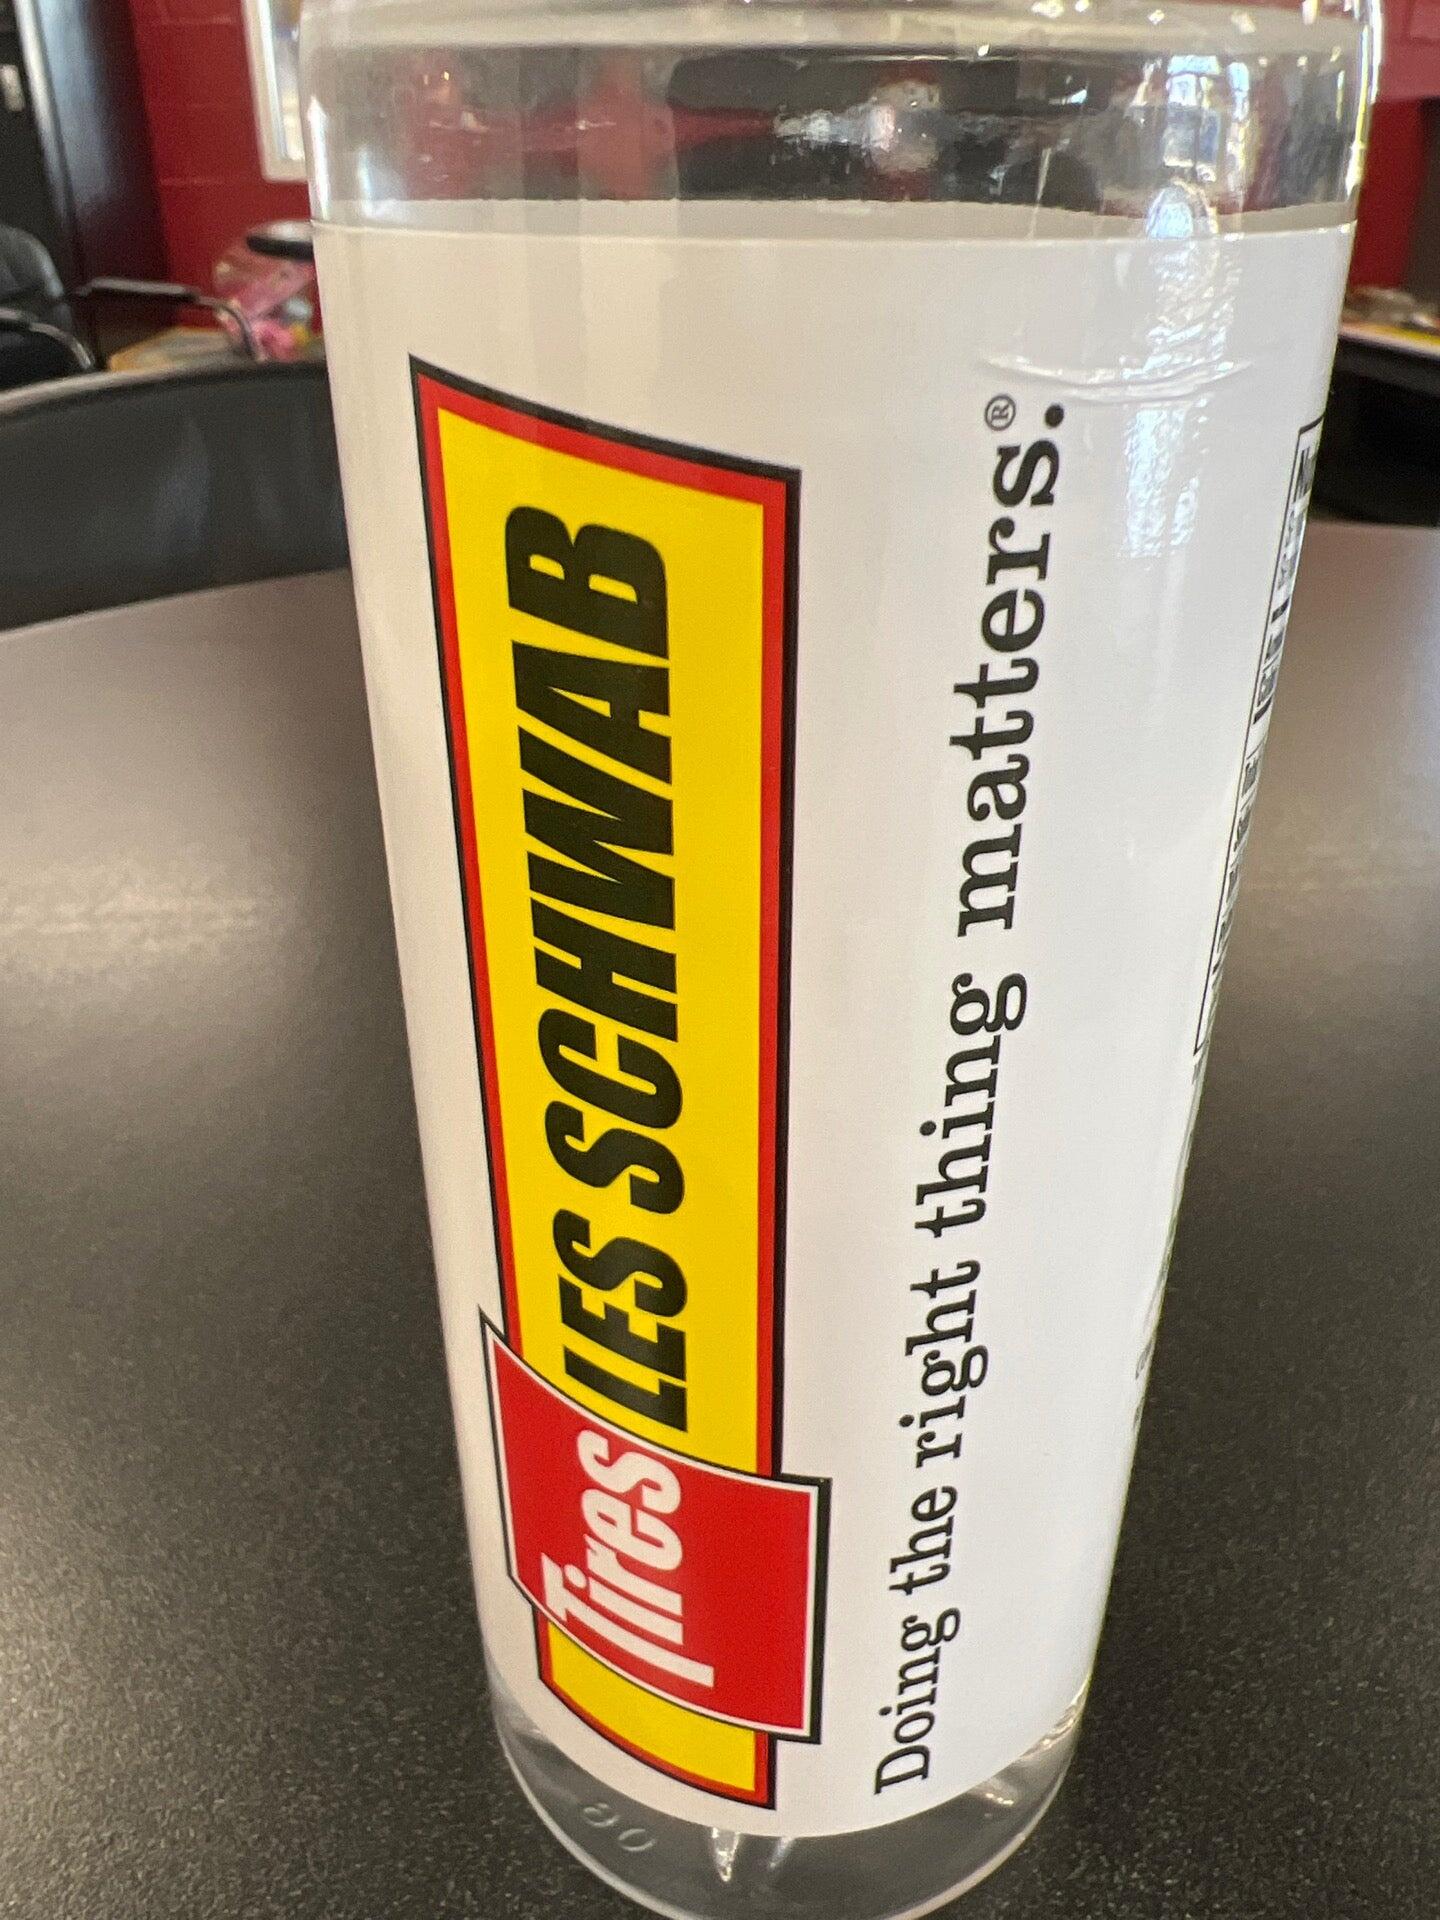 LES SCHWAB
Tires
Doing the right thing matters.®